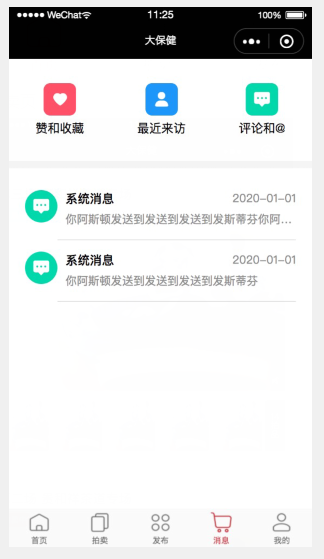 WeChat
11:25
100%
大保健
赞和收藏
最近来访
评论和@
系统消息
2020-01-01
你阿斯顿发送到发送到发送到发斯蒂芬你阿...
系统消息
2020-01-01
你阿斯顿发送到发送到发送到发斯蒂芬
首页
拍卖
发布
消息
我的